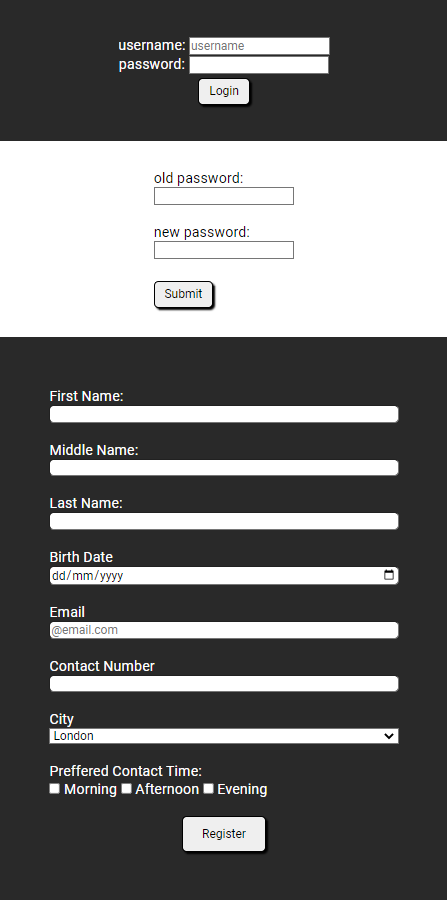 username: username
password:
Login
old password:
new password:
Submit
First Name:
Middle Name:
Last Name:
Birth Date
dd/mm/yyyy
Email
@email.com
Contact Number
City
London
Preffered Contact Time:
Morning Afternoon Evening
Register